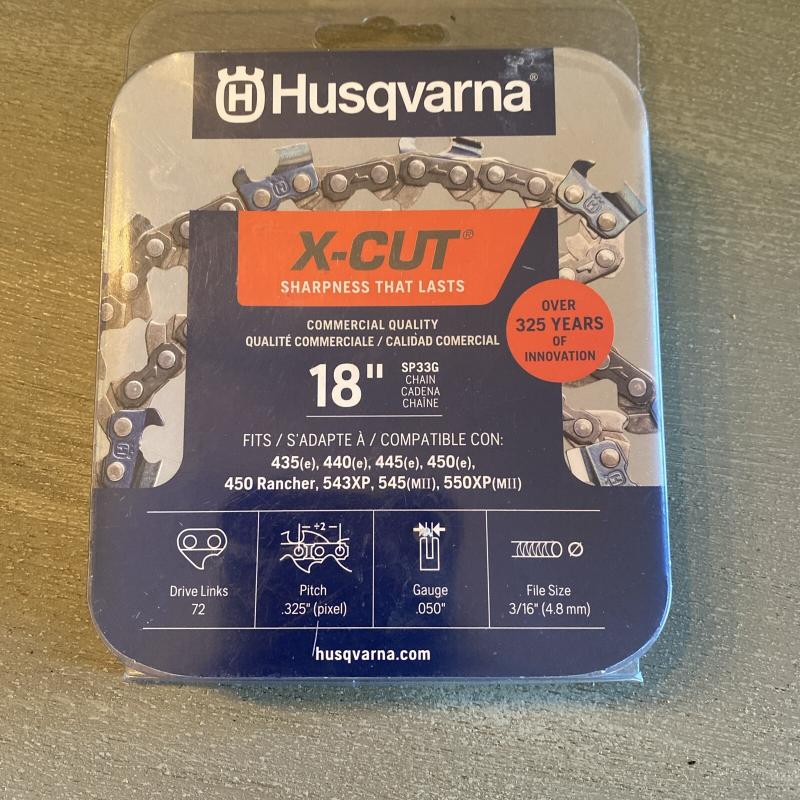 Husqvarna®
X-CUT®
SHARPNESS THAT LASTS
OVER
325 YEARS
OF
INNOVATION
COMMERCIAL QUALITY
QUALITÉ COMMERCIALE / CALIDAD COMERCIAL
18" SP33G
CHAIN
CADENA
CHAÎNE
FITS / S'ADAPTE À / COMPATIBLE CON:
435(e), 440(e), 445(e), 450(e),
450 Rancher, 543XP, 545(MII), 550XP(MII)
÷2
Drive Links
72
Pitch
.325" (pixel)
Gauge
.050"
File Size
3/16" (4.8 mm)
husqvarna.com